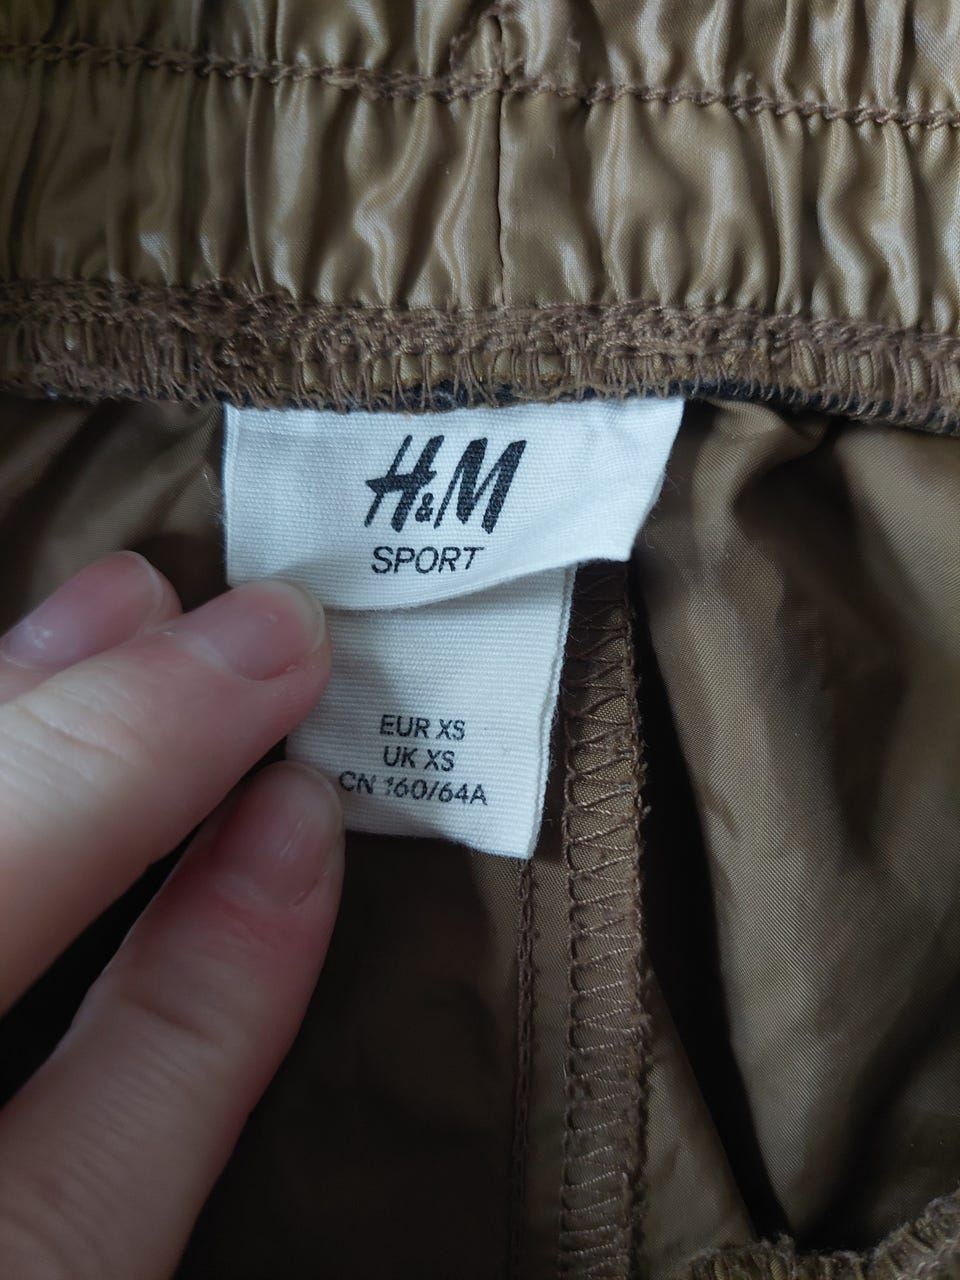 H&M
SPORT
EUR XS
UK XS
CN 160/64A